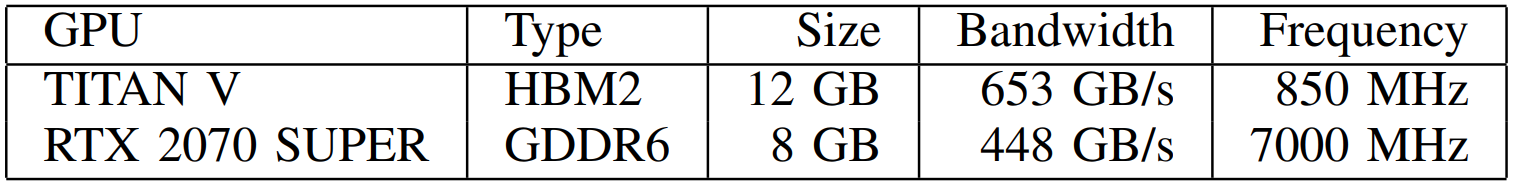 GPU Type Size Bandwidth Frequency
TITAN V HBM2 12 GB 653 GB/s 850 MHz
RTX 2070 SUPER GDDR6 8 GB 448 GB/s 7000 MHz